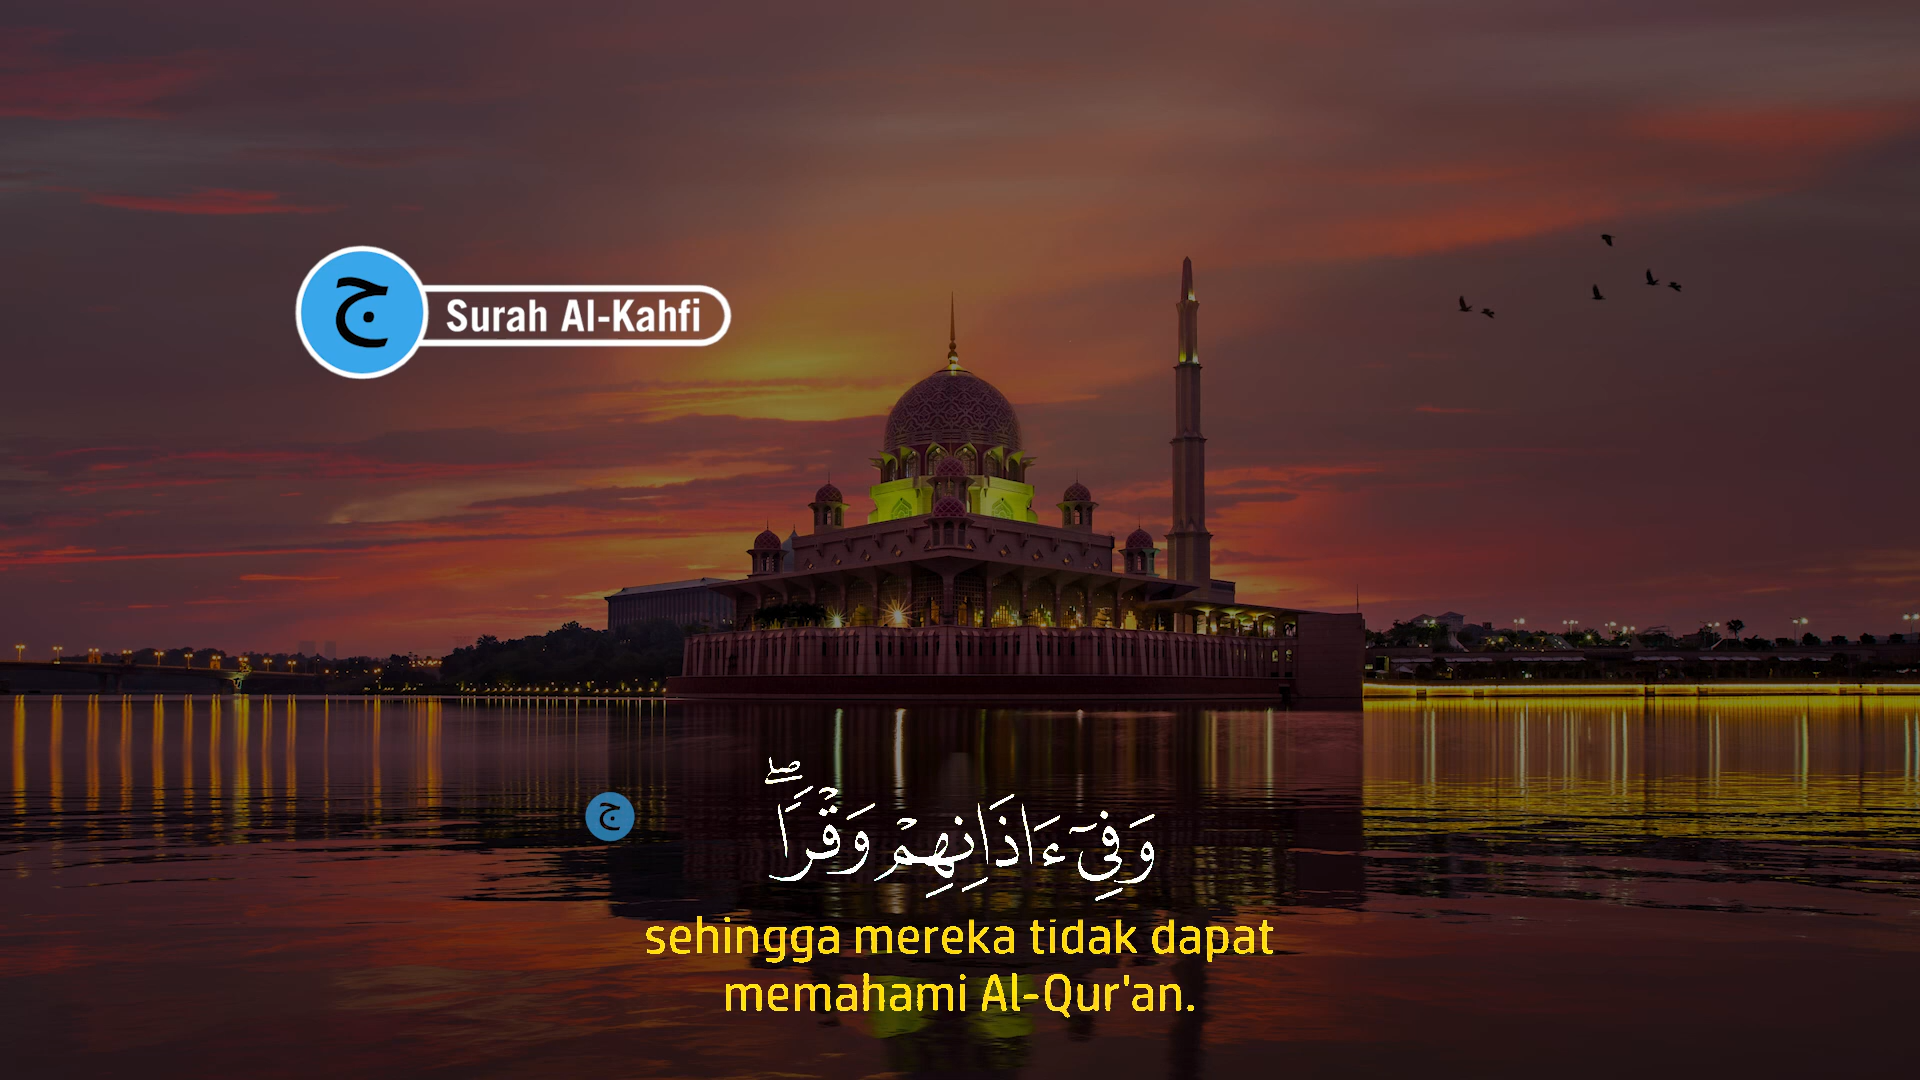 ج
Surah Al-Kahfi
ج
وَفِىٓ ءَاذَانِهِمْ وَقْرًا ۖ
sehingga mereka tidak dapat
memahami Al-Qur'an.